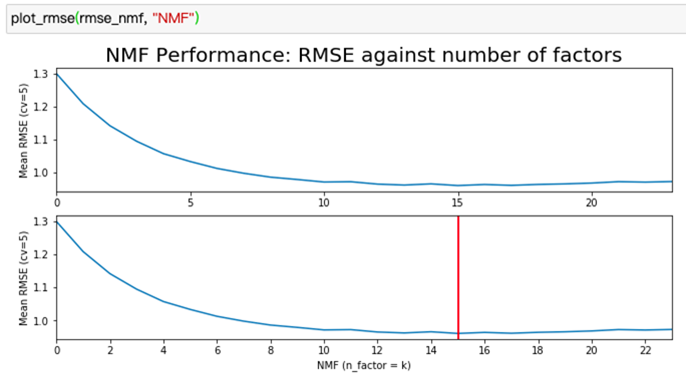 plot_rmse(rmse_nmf, "NMF")
NMF Performance: RMSE against number of factors
Mean RMSE (cv=5)
1.3
1.2
1.1
1.0
0 5 10 15 20
Mean RMSE (cv=5)
1.3
1.2
1.1
1.0
0 2 4 6 8 10 12 14 16 18 20 22
NMF (n_factor = k)